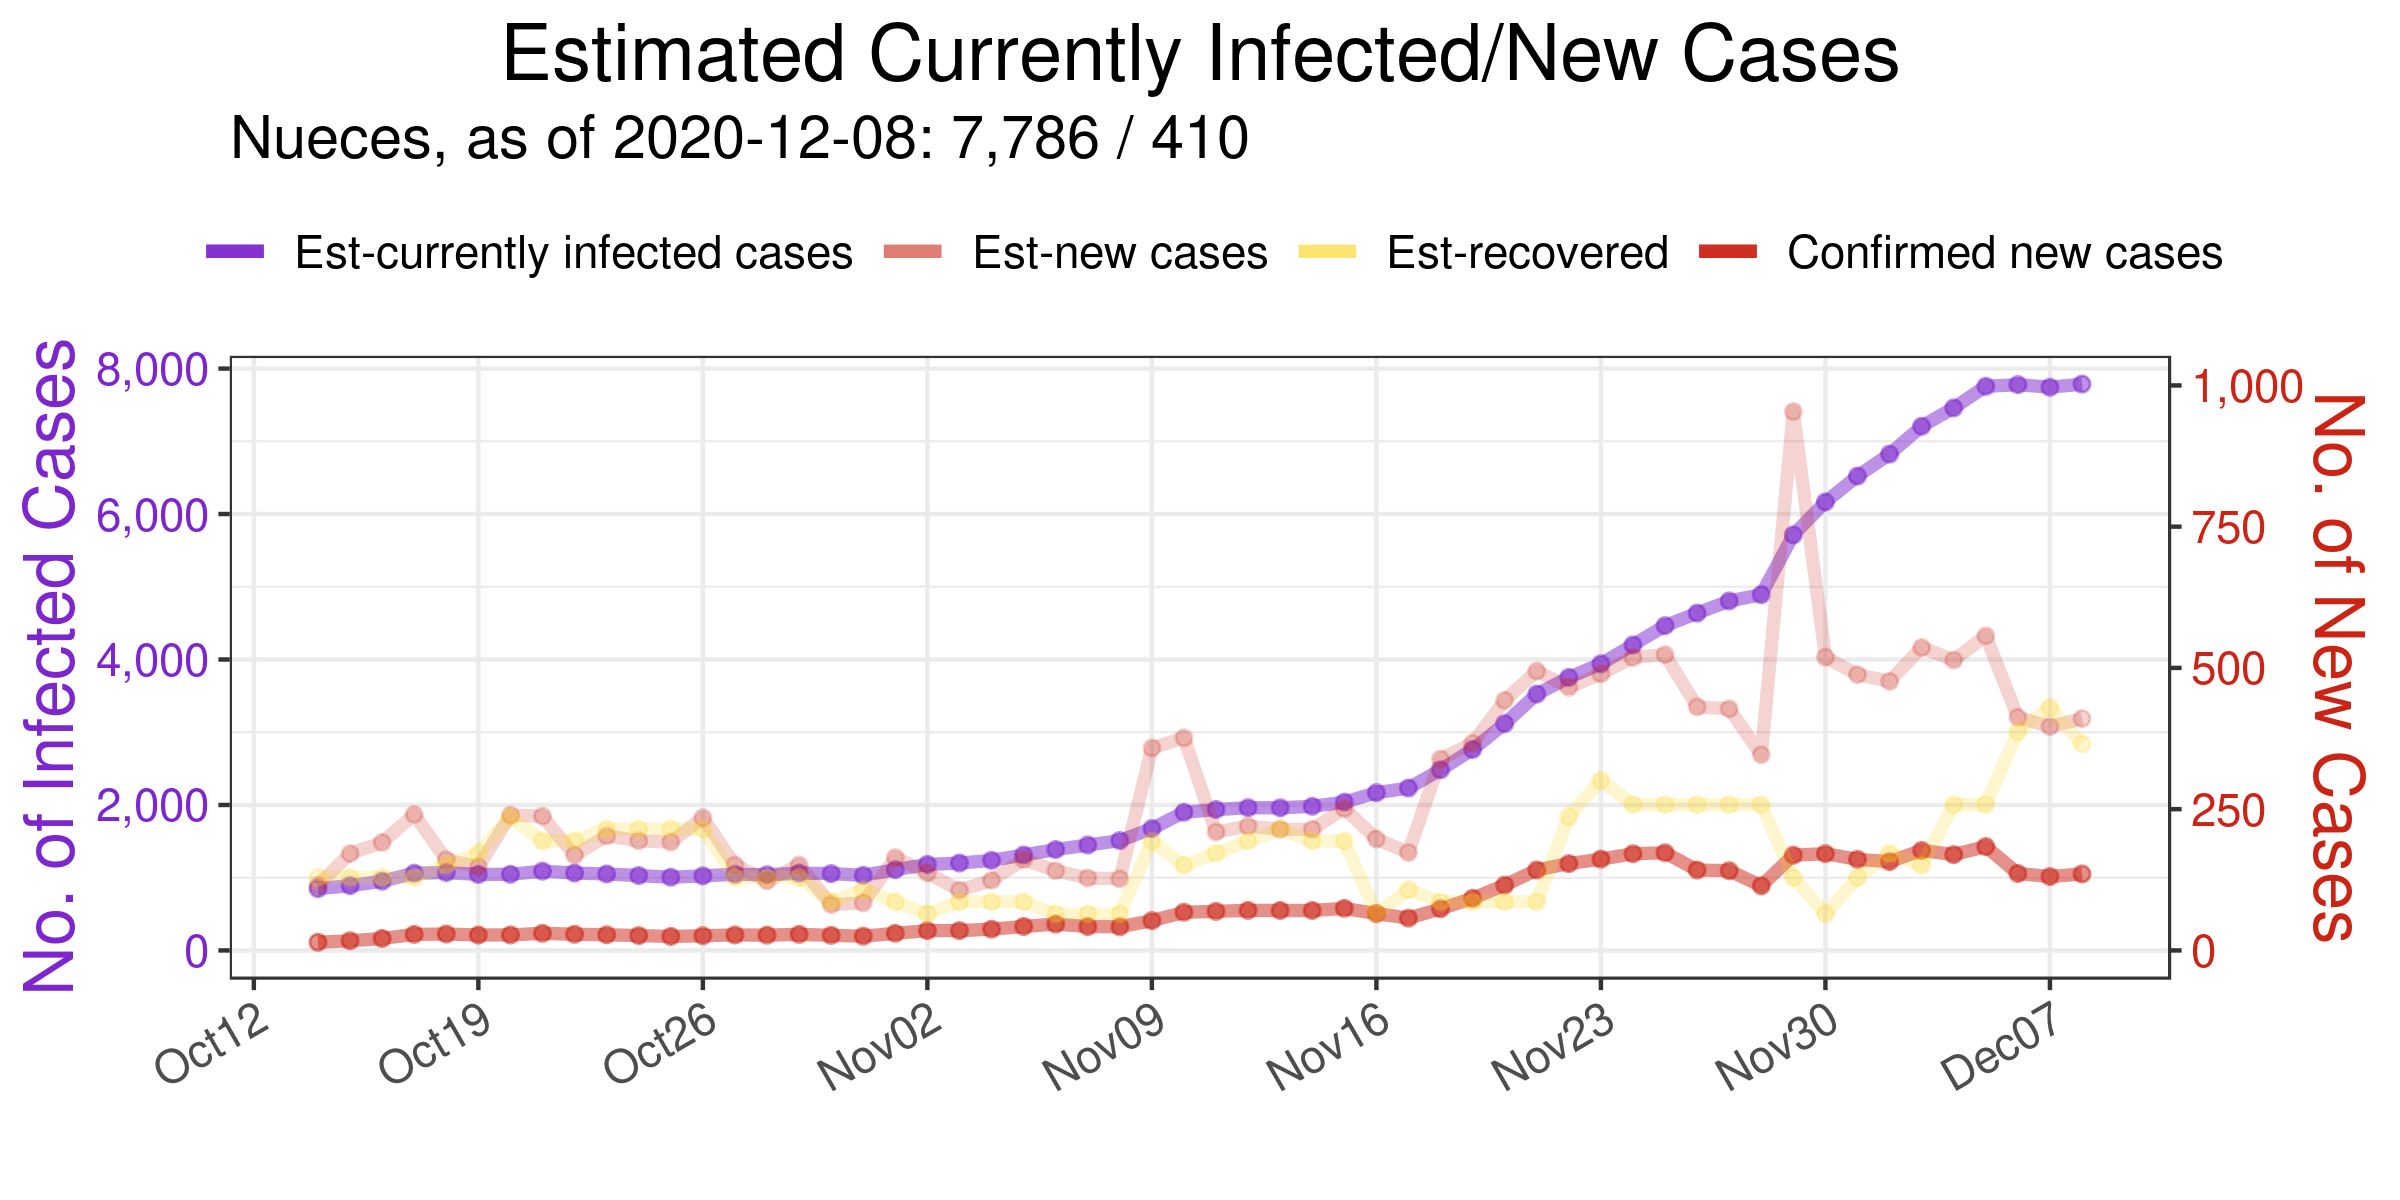 Estimated Currently Infected/New Cases
Nueces, as of 2020-12-08: 7,786 / 410
Est-currently infected cases Est-new cases Est-recovered Confirmed new cases
No. of Infected Cases
8,000
6,000
4,000
2,000
0
1,000
750
500
250
0
No. of New Cases
Oct12 Oct19 Oct26 Nov02 Nov09 Nov16 Nov23 Nov30 Dec07